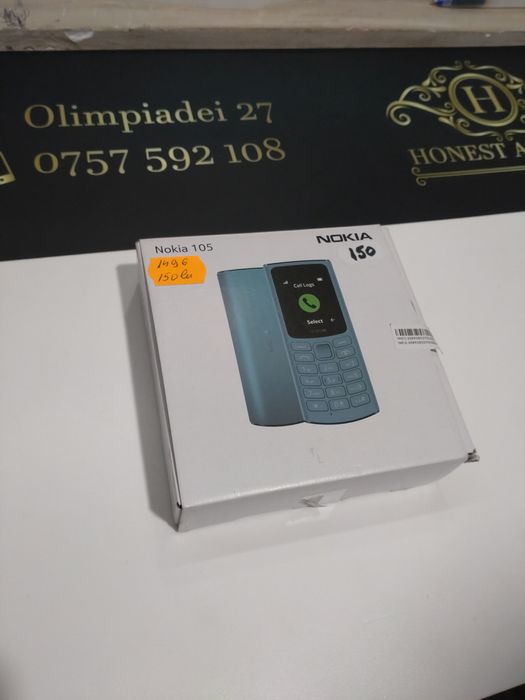 Olimpiadei 27
0757 592 108
H
HONEST A
Nokia 105
NOKIA
150
1496
150 lei
Call Logs
Select